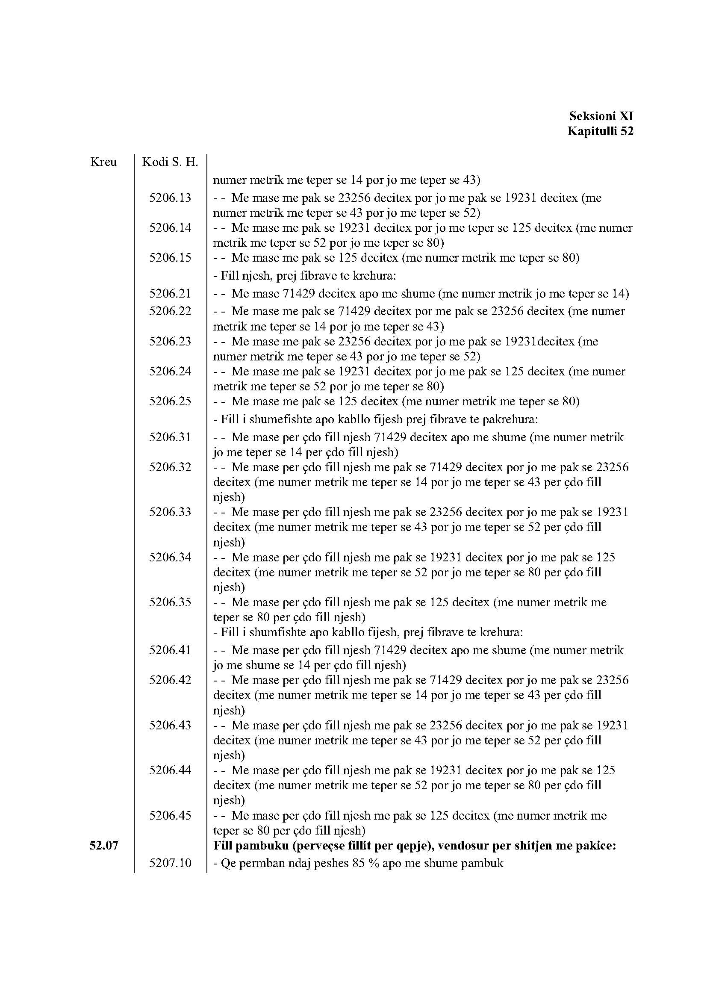 Seksioni XI
Kapitulli 52
Kreu Kodi S. H.
numer metrik me teper se 14 por jo me teper se 43)
5206.13 - - Me mase me pak se 23256 decitex por jo me pak se 19231 decitex (me
numer metrik me teper se 43 por jo me teper se 52)
5206.14 - - Me mase me pak se 19231 decitex por jo me teper se 125 decitex (me numer
metrik me teper se 52 por jo me teper se 80)
5206.15 - - Me mase me pak se 125 decitex (me numer metrik me teper se 80)
- Fill njesh, prej fibrave te krehura:
5206.21 - - Me mase 71429 decitex apo me shume (me numer metrik jo me teper se 14)
5206.22 - - Me mase me pak se 71429 decitex por me pak se 23256 decitex (me numer
metrik me teper se 14 por jo me teper se 43)
5206.23 - - Me mase me pak se 23256 decitex por jo me pak se 19231decitex (me
numer metrik me teper se 43 por jo me teper se 52)
5206.24 - - Me mase me pak se 19231 decitex por jo me pak se 125 decitex (me numer
metrik me teper se 52 por jo me teper se 80)
5206.25 - - Me mase me pak se 125 decitex (me numer metrik me teper se 80)
- Fill i shumefishte apo kabllo fijesh prej fibrave te pakrehura:
5206.31 - - Me mase per çdo fill njesh 71429 decitex apo me shume (me numer metrik
jo me teper se 14 per çdo fill njesh)
5206.32 - - Me mase per çdo fill njesh me pak se 71429 decitex por jo me pak se 23256
decitex (me numer metrik me teper se 14 por jo me teper se 43 per çdo fill
njesh)
5206.33 - - Me mase per çdo fill njesh me pak se 23256 decitex por jo me pak se 19231
decitex (me numer metrik me teper se 43 por jo me teper se 52 per çdo fill
njesh)
5206.34 - - Me mase per çdo fill njesh me pak se 19231 decitex por jo me pak se 125
decitex (me numer metrik me teper se 52 por jo me teper se 80 per çdo fill
njesh)
5206.35 - - Me mase per çdo fill njesh me pak se 125 decitex (me numer metrik me
teper se 80 per çdo fill njesh)
- Fill i shumfishte apo kabllo fijesh, prej fibrave te krehura:
5206.41 - - Me mase per çdo fill njesh 71429 decitex apo me shume (me numer metrik
jo me shume se 14 per çdo fill njesh)
5206.42 - - Me mase per çdo fill njesh me pak se 71429 decitex por jo me pak se 23256
decitex (me numer metrik me teper se 14 por jo me teper se 43 per çdo fill
njesh)
5206.43 - - Me mase per çdo fill njesh me pak se 23256 decitex por jo me pak se 19231
decitex (me numer metrik me teper se 43 por jo me teper se 52 per çdo fill
njesh)
5206.44 - - Me mase per çdo fill njesh me pak se 19231 decitex por jo me pak se 125
decitex (me numer metrik me teper se 52 por jo me teper se 80 per çdo fill
njesh)
5206.45 - - Me mase per çdo fill njesh me pak se 125 decitex (me numer metrik me
teper se 80 per çdo fill njesh)
52.07 Fill pambuku (perveçse fillit per qepje), vendosur per shitjen me pakice:
5207.10 - Qe permban ndaj peshes 85 % apo me shume pambuk